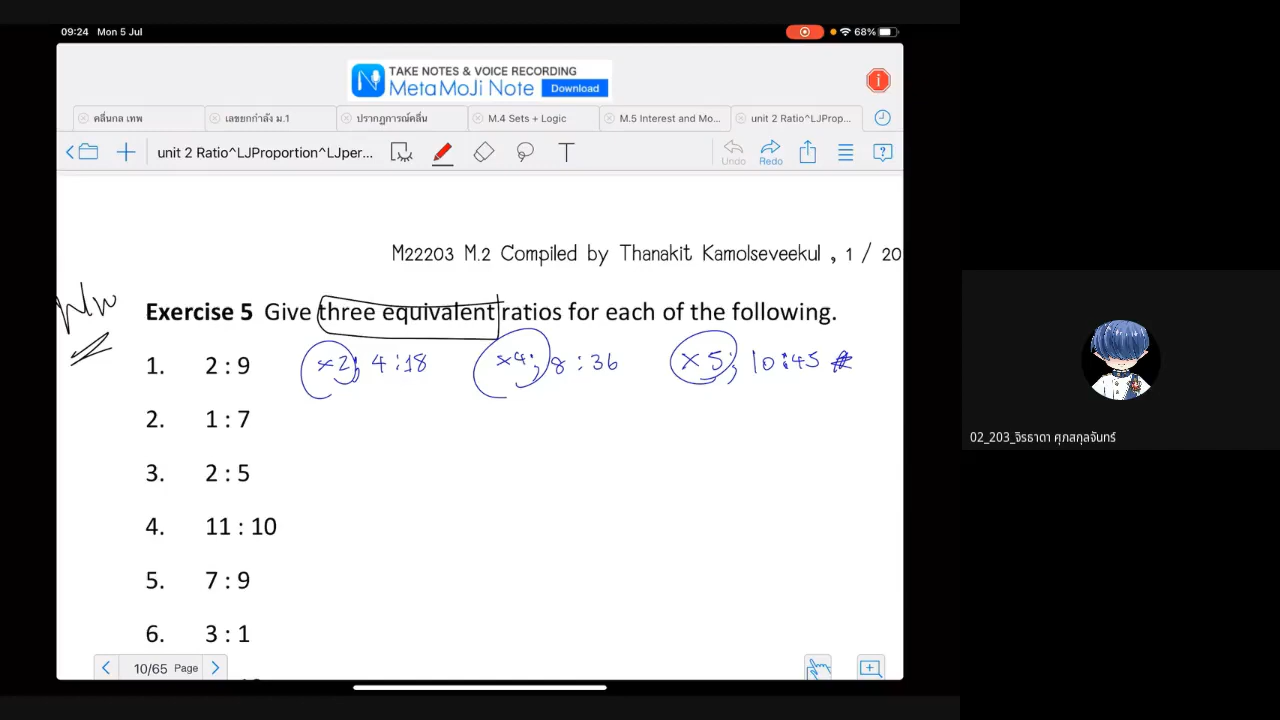 09:24 Mon 5 Jul 68%
TAKE NOTES & VOICE RECORDING
MetaMoJi Note Download
คลื่นกล เทพ เลขยกกำลัง ม.1 ปรากฏการณ์คลื่น M.4 Sets + Logic M.5 Interest and Mo... unit 2 Ratio^LJProp...
unit 2 Ratio^LJProportion^LJper... T Undo Redo
M22203 M.2 Compiled by Thanakit Kamolseveekul , 1 / 20
Exercise 5 Give three equivalent ratios for each of the following.
1. 2 : 9 ×2; 4:18 ×4; 8:36 ×5; 10:45
2. 1 : 7
3. 2 : 5
4. 11 : 10
5. 7 : 9
6. 3 : 1
10/65 Page
02_203_จิรธาดา ศุภสกุลจันทร์